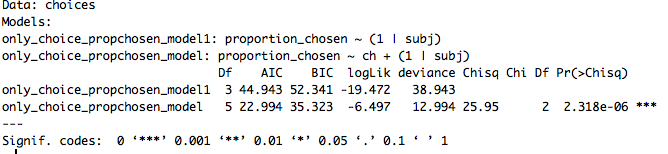 Data: choices
Models:
only_choice_propchosen_model1: proportion_chosen ~ (1 | subj)
only_choice_propchosen_model: proportion_chosen ~ ch + (1 | subj)
Df AIC BIC logLik deviance Chisq Chi Df Pr(>Chisq)
only_choice_propchosen_model1 3 44.943 52.341 -19.472 38.943
only_choice_propchosen_model 5 22.994 35.323 -6.497 12.994 25.95 2 2.318e-06 ***
---
Signif. codes: 0 ‘***’ 0.001 ‘**’ 0.01 ‘*’ 0.05 ‘.’ 0.1 ‘ ’ 1